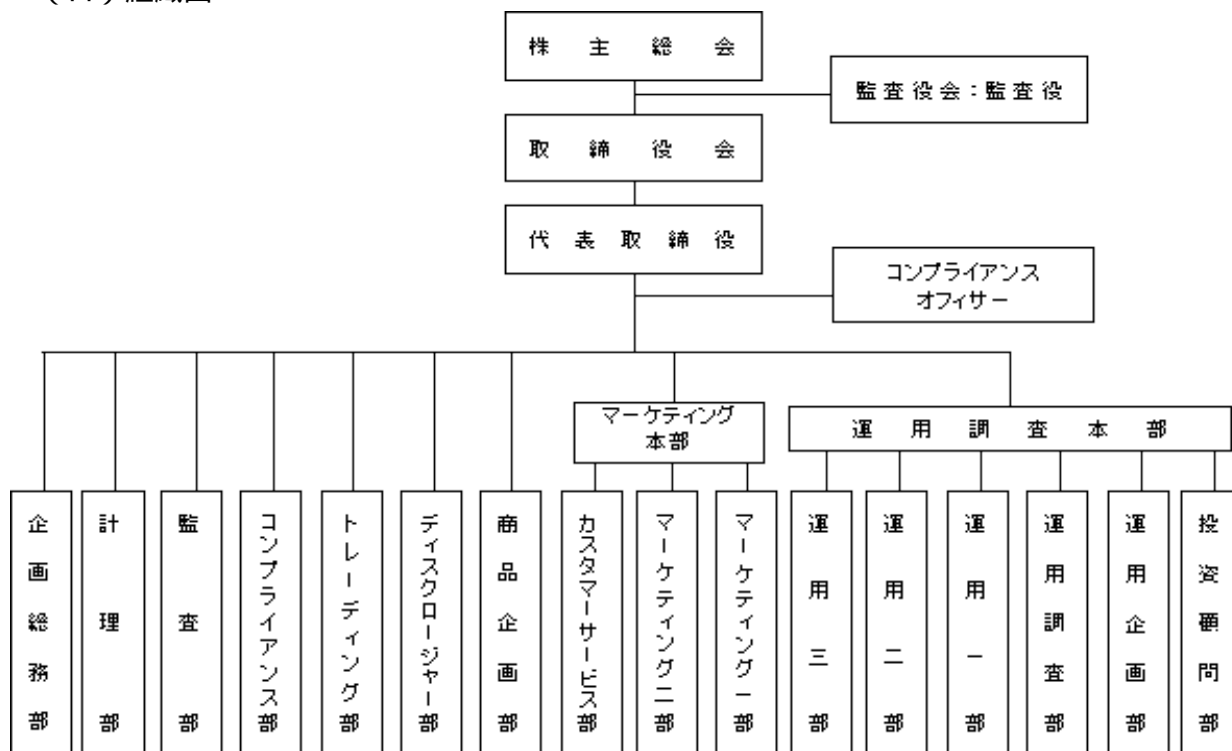 株主総会
監査役会：監査役
取締役会
代表取締役
コンプライアンス
オフィサー
マーケティング
本部
運用調査本部
企画総務部
計理部
監査部
コンプライアンス部
トレーディング部
ディスクロージャー部
商品企画部
カスタマーサービス部
マーケティング二部
マーケティング一部
運用三部
運用二部
運用一部
運用調査部
運用企画部
投資顧問部